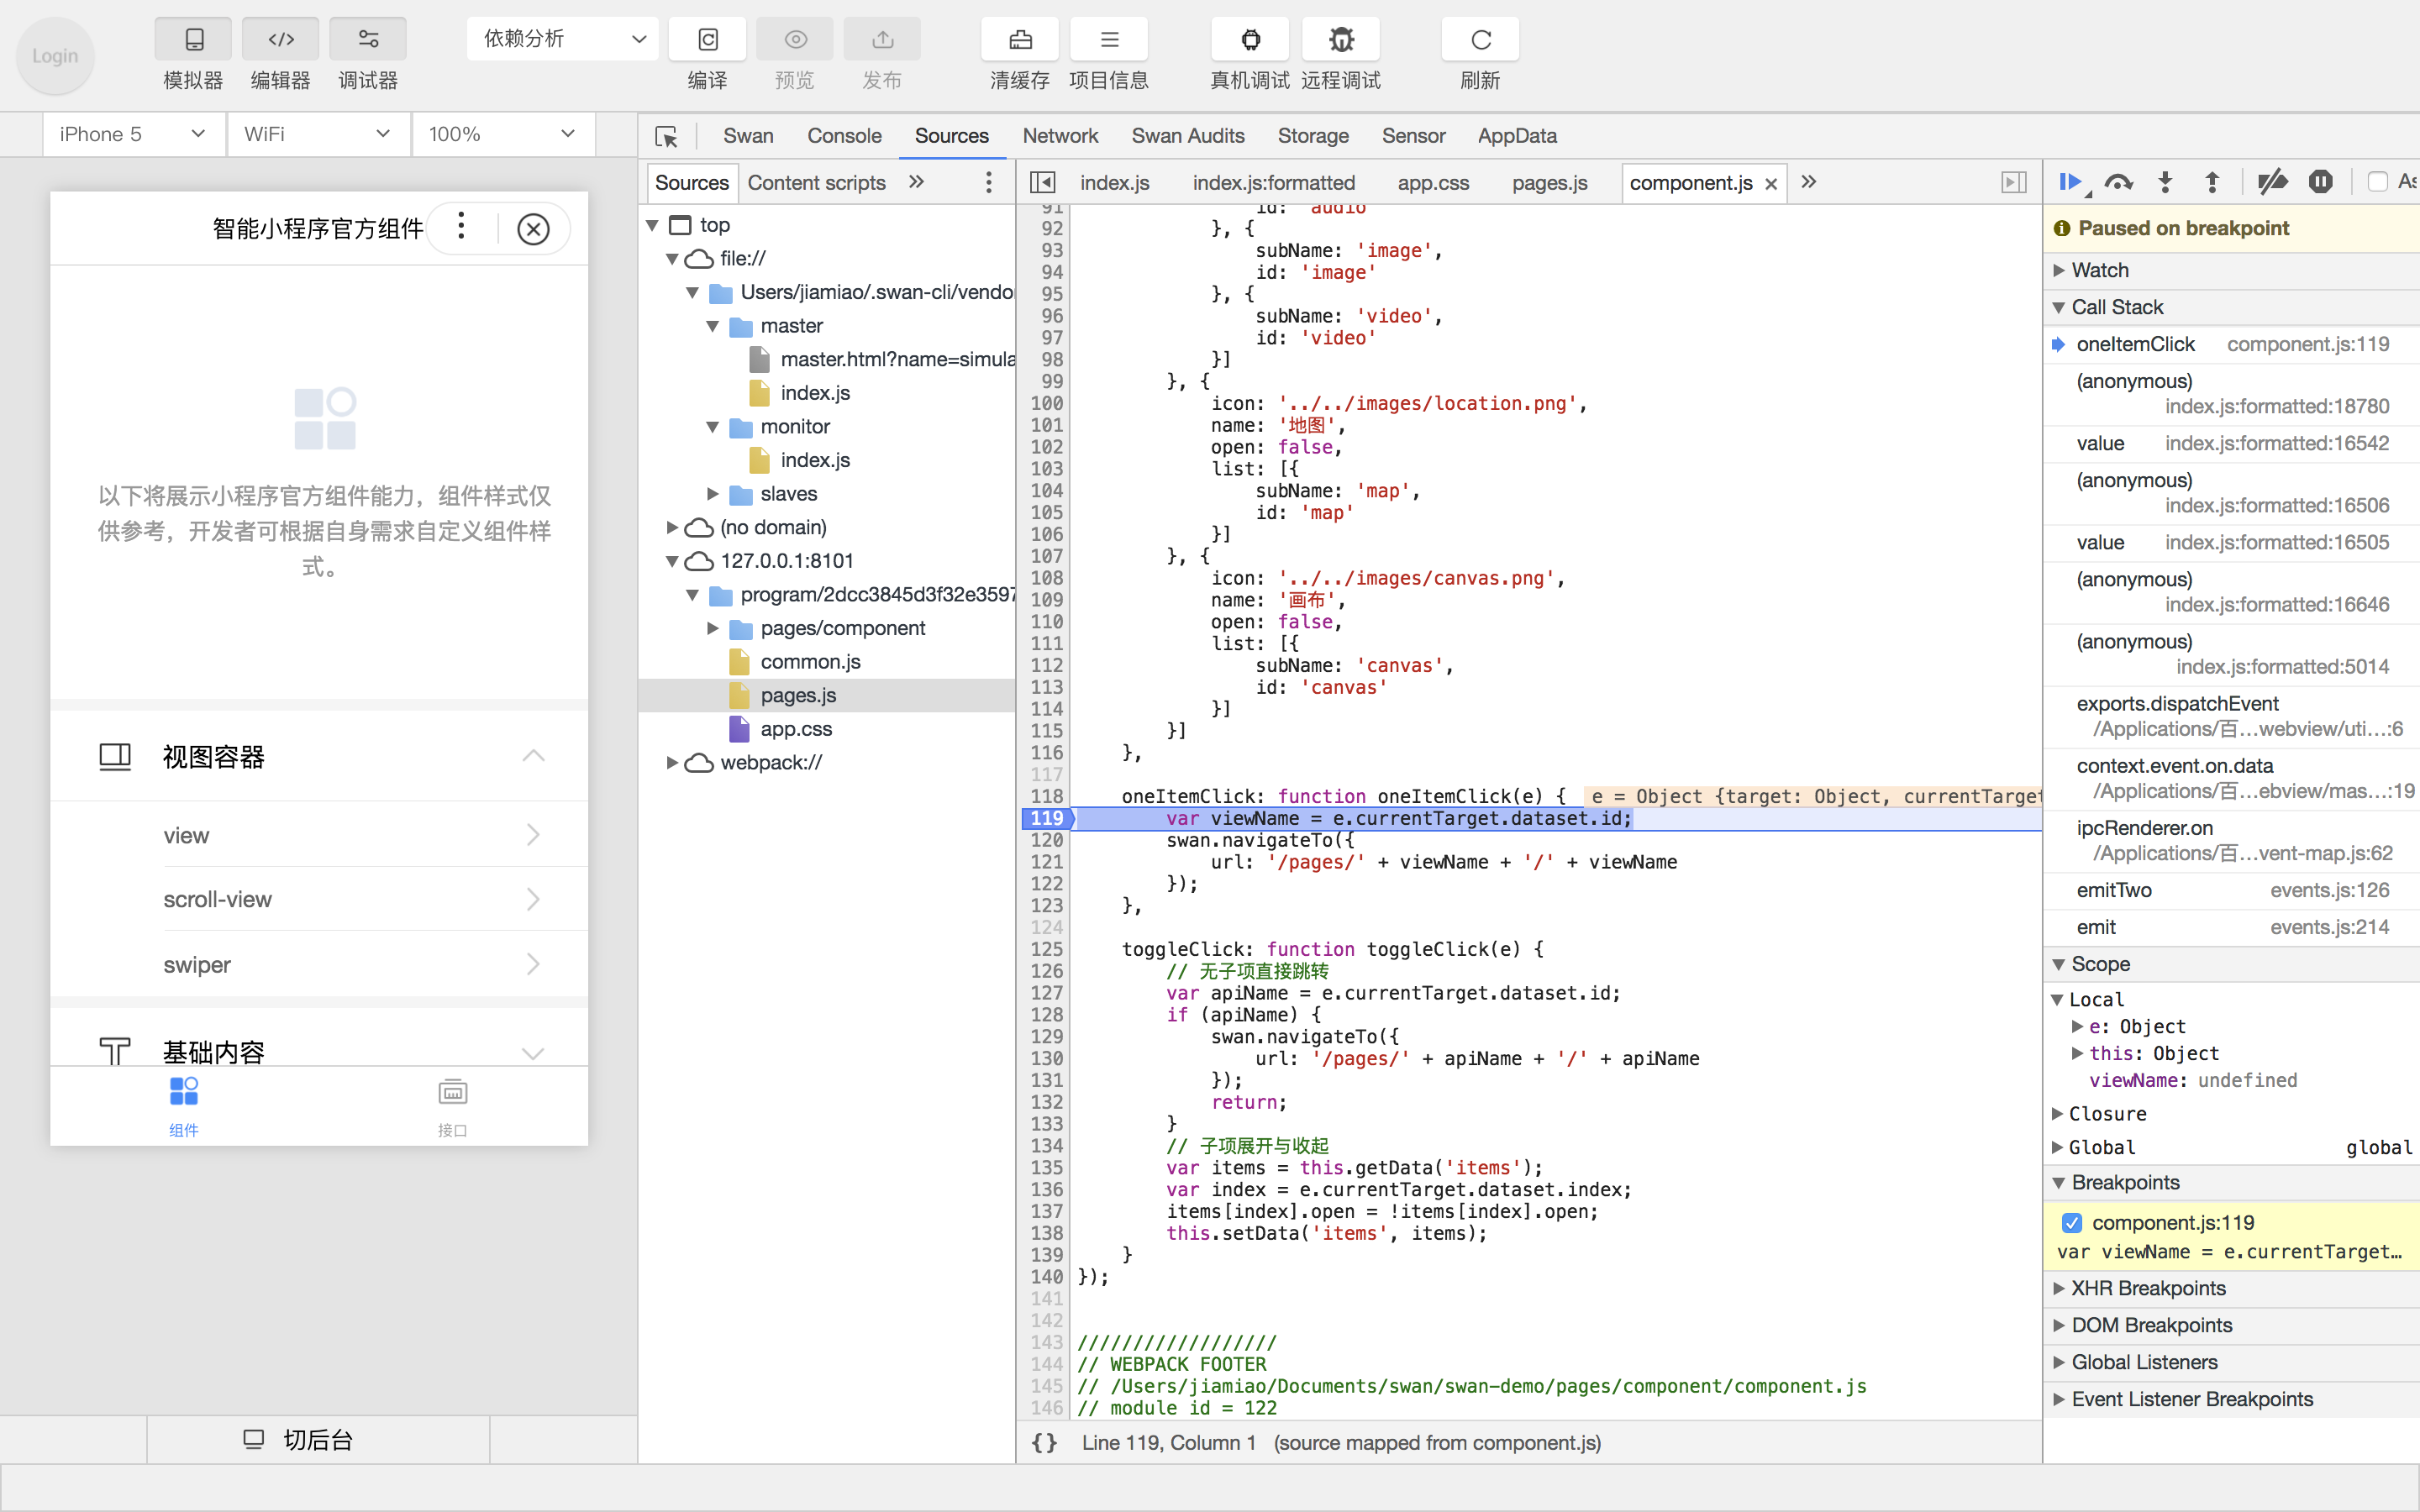 Login
模拟器
编辑器
调试器
依赖分析
编译
预览
发布
清缓存
项目信息
真机调试
远程调试
刷新
iPhone 5
WiFi
100%
智能小程序官方组件
以下将展示小程序官方组件能力，组件样式仅
供参考，开发者可根据自身需求自定义组件样
式。
视图容器
view
scroll-view
swiper
基础内容
组件
接口
切后台
Swan
Console
Sources
Network
Swan Audits
Storage
Sensor
AppData
Sources
Content scripts
top
file://
Users/jiamiao/.swan-cli/vendo
master
master.html?name=simula
index.js
monitor
index.js
slaves
(no domain)
127.0.0.1:8101
program/2dcc3845d3f32e3597
pages/component
common.js
pages.js
app.css
webpack://
index.js
index.js:formatted
app.css
pages.js
component.js
91 id: 'audio'
92 }, {
93 subName: 'image',
94 id: 'image'
95 }, {
96 subName: 'video',
97 id: 'video'
98 }]
99 }, {
100 icon: '../../images/location.png',
101 name: '地图',
102 open: false,
103 list: [{
104 subName: 'map',
105 id: 'map'
106 }]
107 }, {
108 icon: '../../images/canvas.png',
109 name: '画布',
110 open: false,
111 list: [{
112 subName: 'canvas',
113 id: 'canvas'
114 }]
115 }]
116 },
117
118 oneItemClick: function oneItemClick(e) { e = Object {target: Object, currentTarget
119 var viewName = e.currentTarget.dataset.id;
120 swan.navigateTo({
121 url: '/pages/' + viewName + '/' + viewName
122 });
123 },
124
125 toggleClick: function toggleClick(e) {
126 // 无子项直接跳转
127 var apiName = e.currentTarget.dataset.id;
128 if (apiName) {
129 swan.navigateTo({
130 url: '/pages/' + apiName + '/' + apiName
131 });
132 return;
133 }
134 // 子项展开与收起
135 var items = this.getData('items');
136 var index = e.currentTarget.dataset.index;
137 items[index].open = !items[index].open;
138 this.setData('items', items);
139 }
140 });
141
142
143 //////////////////
144 // WEBPACK FOOTER
145 // /Users/jiamiao/Documents/swan/swan-demo/pages/component/component.js
146 // module id = 122
{} Line 119, Column 1 (source mapped from component.js)
As
Paused on breakpoint
Watch
Call Stack
oneItemClick component.js:119
(anonymous)
index.js:formatted:18780
value index.js:formatted:16542
(anonymous)
index.js:formatted:16506
value index.js:formatted:16505
(anonymous)
index.js:formatted:16646
(anonymous)
index.js:formatted:5014
exports.dispatchEvent
/Applications/百…webview/uti…:6
context.event.on.data
/Applications/百…ebview/mas…:19
ipcRenderer.on
/Applications/百…vent-map.js:62
emitTwo events.js:126
emit events.js:214
Scope
Local
e: Object
this: Object
viewName: undefined
Closure
Global global
Breakpoints
component.js:119
var viewName = e.currentTarget…
XHR Breakpoints
DOM Breakpoints
Global Listeners
Event Listener Breakpoints